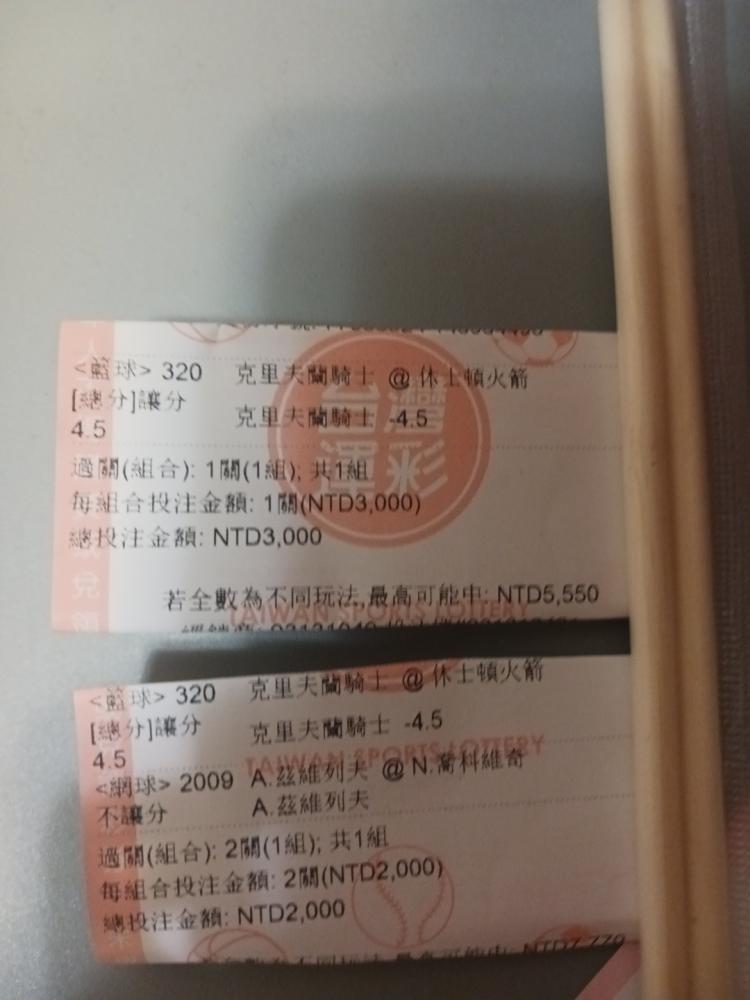 <籃球> 320 克里夫蘭騎士 @ 休士頓火箭
[總分]讓分 克里夫蘭騎士 -4.5
4.5
過關(組合): 1關(1組); 共1組
每組合投注金額: 1關(NTD3,000)
總投注金額: NTD3,000
若全數為不同玩法,最高可能中: NTD5,550
TAIWAN SPORTS LOTTERY
台灣
運彩
<籃球> 320 克里夫蘭騎士 @ 休士頓火箭
[總分]讓分 克里夫蘭騎士 -4.5
4.5
TAIWAN SPORTS LOTTERY
<網球> 2009 A.茲維列夫 @ N.喬科維奇
不讓分 A.茲維列夫
過關(組合): 2關(1組); 共1組
每組合投注金額: 2關(NTD2,000)
總投注金額: NTD2,000